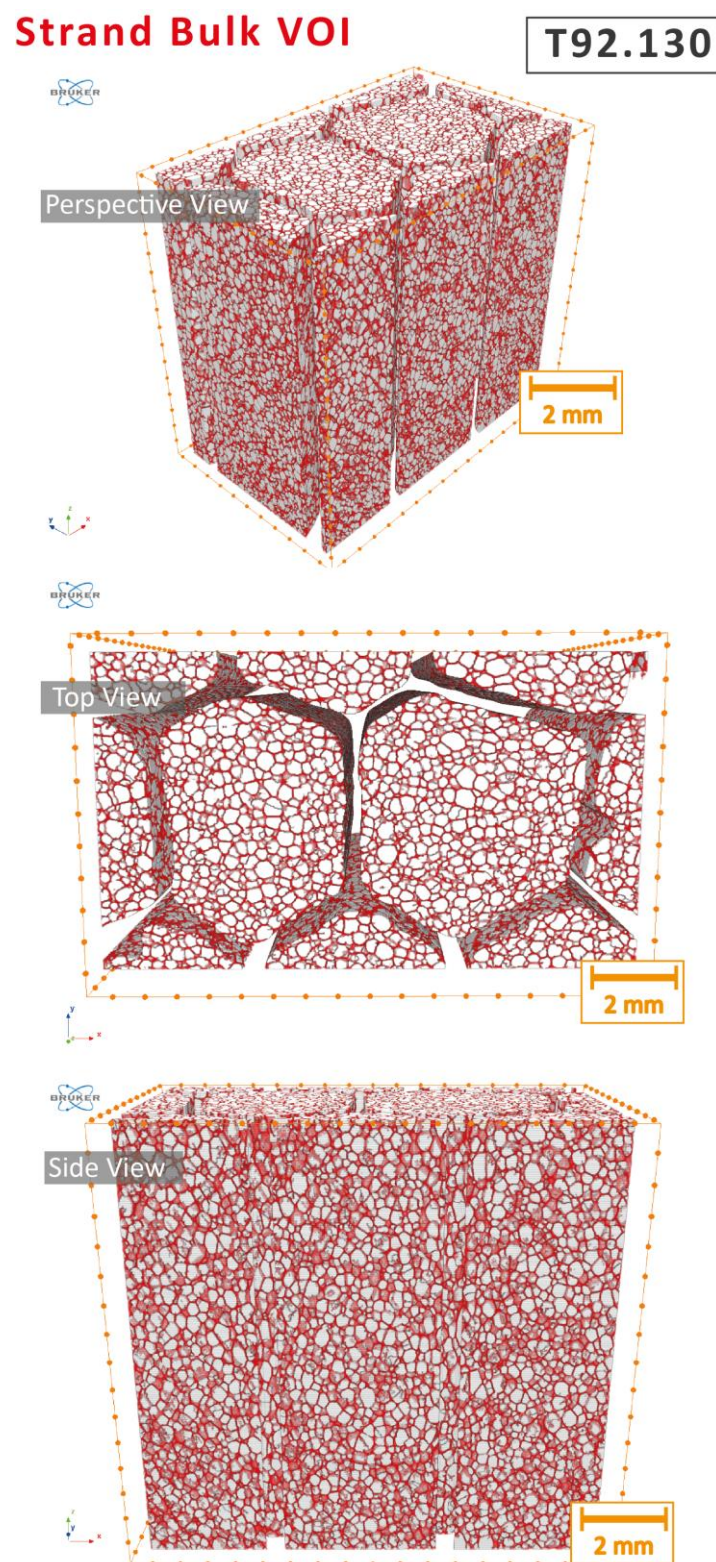 Strand Bulk VOI
T92.130
BRUKER
Perspective View
2 mm
z
y
x
BRUKER
Top View
2 mm
y
z
x
BRUKER
Side View
2 mm
z
y
x